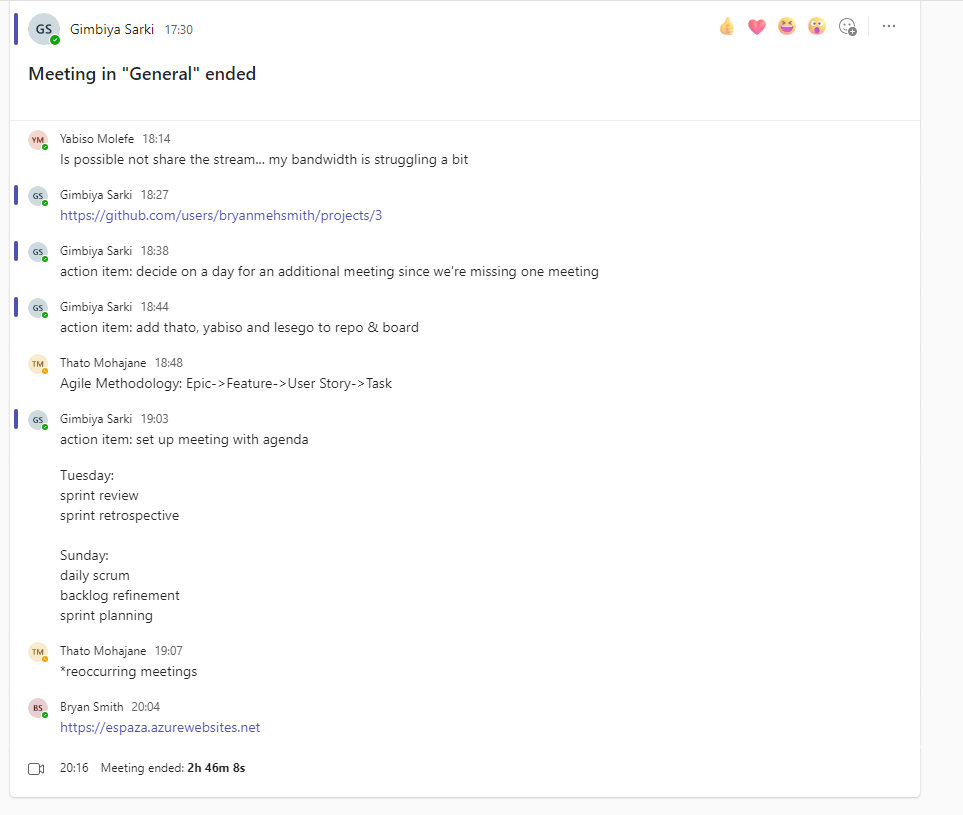 GS Gimbiya Sarki 17:30
Meeting in "General" ended
YM Yabiso Molefe 18:14
Is possible not share the stream... my bandwidth is struggling a bit
GS Gimbiya Sarki 18:27
https://github.com/users/bryanmehsmith/projects/3
GS Gimbiya Sarki 18:38
action item: decide on a day for an additional meeting since we're missing one meeting
GS Gimbiya Sarki 18:44
action item: add thato, yabiso and lesego to repo & board
TM Thato Mohajane 18:48
Agile Methodology: Epic->Feature->User Story->Task
GS Gimbiya Sarki 19:03
action item: set up meeting with agenda
Tuesday:
sprint review
sprint retrospective
Sunday:
daily scrum
backlog refinement
sprint planning
TM Thato Mohajane 19:07
*reoccurring meetings
BS Bryan Smith 20:04
https://espaza.azurewebsites.net
20:16 Meeting ended: 2h 46m 8s